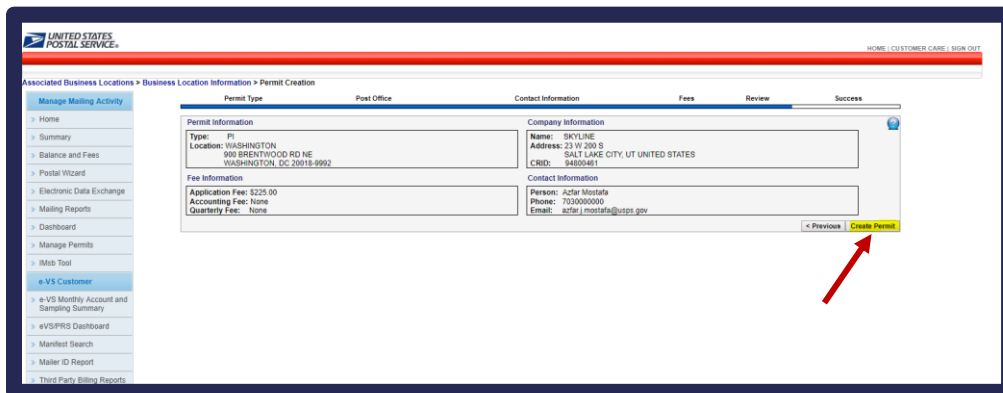 UNITED STATES
POSTAL SERVICE®
HOME | CUSTOMER CARE | SIGN OUT
Associated Business Locations > Business Location Information > Permit Creation
Permit Type Post Office Contact Information Fees Review Success
Manage Mailing Activity
» Home
» Summary
» Balance and Fees
» Postal Wizard
» Electronic Data Exchange
» Mailing Reports
» Dashboard
» Manage Permits
» IMsb Tool
e-VS Customer
» e-VS Monthly Account and
Sampling Summary
» eVS/PRS Dashboard
» Manifest Search
» Mailer ID Report
» Third Party Billing Reports
Permit Information
Type: PI
Location: WASHINGTON
900 BRENTWOOD RD NE
WASHINGTON, DC 20018-9992
Company Information
Name: SKYLINE
Address: 23 W 200 S
SALT LAKE CITY, UT UNITED STATES
CRID: 94800461
Fee Information
Application Fee: $225.00
Accounting Fee: None
Quarterly Fee: None
Contact Information
Person: Azfar Mostafa
Phone: 7030000000
Email: azfar.j.mostafa@usps.gov
< Previous Create Permit